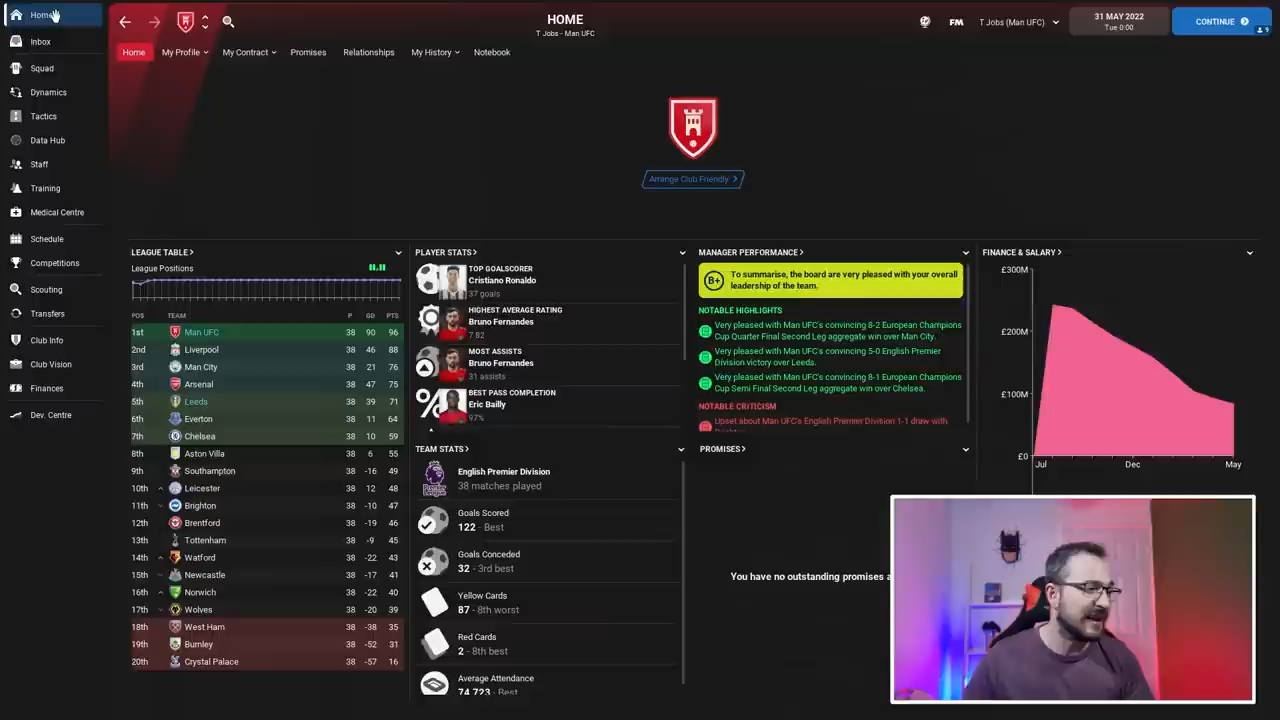 Home
Inbox
Squad
Dynamics
Tactics
Data Hub
Staff
Training
Medical Centre
Schedule
Competitions
Scouting
Transfers
Club Info
Club Vision
Finances
Dev. Centre
HOME
T Jobs - Man UFC
FM
T Jobs (Man UFC)
31 MAY 2022
Tue 0:00
CONTINUE
9
Home
My Profile
My Contract
Promises
Relationships
My History
Notebook
Arrange Club Friendly
LEAGUE TABLE
League Positions
POS TEAM P GD PTS
1st Man UFC 38 90 96
2nd Liverpool 38 46 88
3rd Man City 38 21 76
4th Arsenal 38 47 75
5th Leeds 38 39 71
6th Everton 38 11 64
7th Chelsea 38 10 59
8th Aston Villa 38 6 55
9th Southampton 38 -16 49
10th Leicester 38 12 48
11th Brighton 38 -10 47
12th Brentford 38 -19 46
13th Tottenham 38 -9 45
14th Watford 38 -22 43
15th Newcastle 38 -17 41
16th Norwich 38 -22 40
17th Wolves 38 -20 39
18th West Ham 38 -38 35
19th Burnley 38 -52 31
20th Crystal Palace 38 -57 16
PLAYER STATS
TOP GOALSCORER
Cristiano Ronaldo
37 goals
HIGHEST AVERAGE RATING
Bruno Fernandes
7.82
MOST ASSISTS
Bruno Fernandes
31 assists
BEST PASS COMPLETION
Eric Bailly
97%
TEAM STATS
English Premier Division
38 matches played
Goals Scored
122 - Best
Goals Conceded
32 - 3rd best
Yellow Cards
87 - 8th worst
Red Cards
2 - 8th best
Average Attendance
74,723 - Best
MANAGER PERFORMANCE
B+
To summarise, the board are very pleased with your overall
leadership of the team.
NOTABLE HIGHLIGHTS
Very pleased with Man UFC's convincing 8-2 European Champions
Cup Quarter Final Second Leg aggregate win over Man City.
Very pleased with Man UFC's convincing 5-0 English Premier
Division victory over Leeds.
Very pleased with Man UFC's convincing 8-1 European Champions
Cup Semi Final Second Leg aggregate win over Chelsea.
NOTABLE CRITICISM
Upset about Man UFC's English Premier Division 1-1 draw with
PROMISES
You have no outstanding promises a
FINANCE & SALARY
£300M
£200M
£100M
£0
Jul Dec May